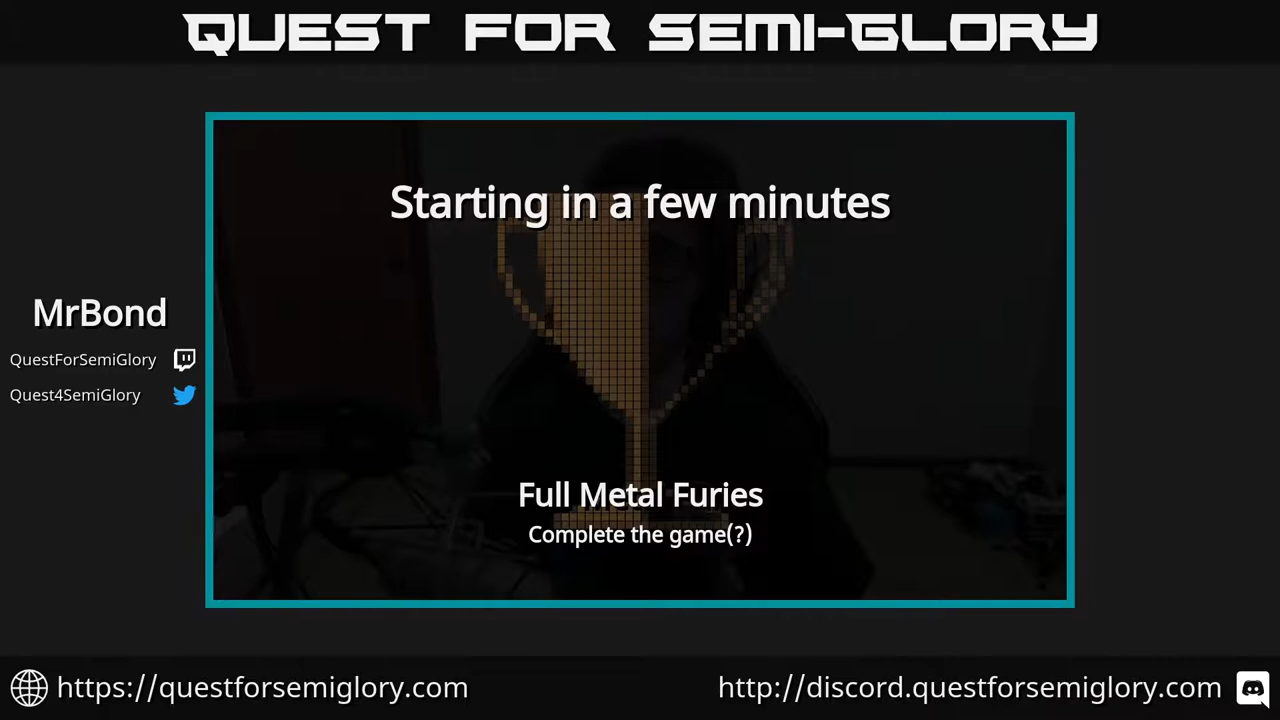 QUEST FOR SEMI-GLORY
Starting in a few minutes
MrBond
QuestForSemiGlory
Quest4SemiGlory
Full Metal Furies
Complete the game(?)
https://questforsemiglory.com
http://discord.questforsemiglory.com